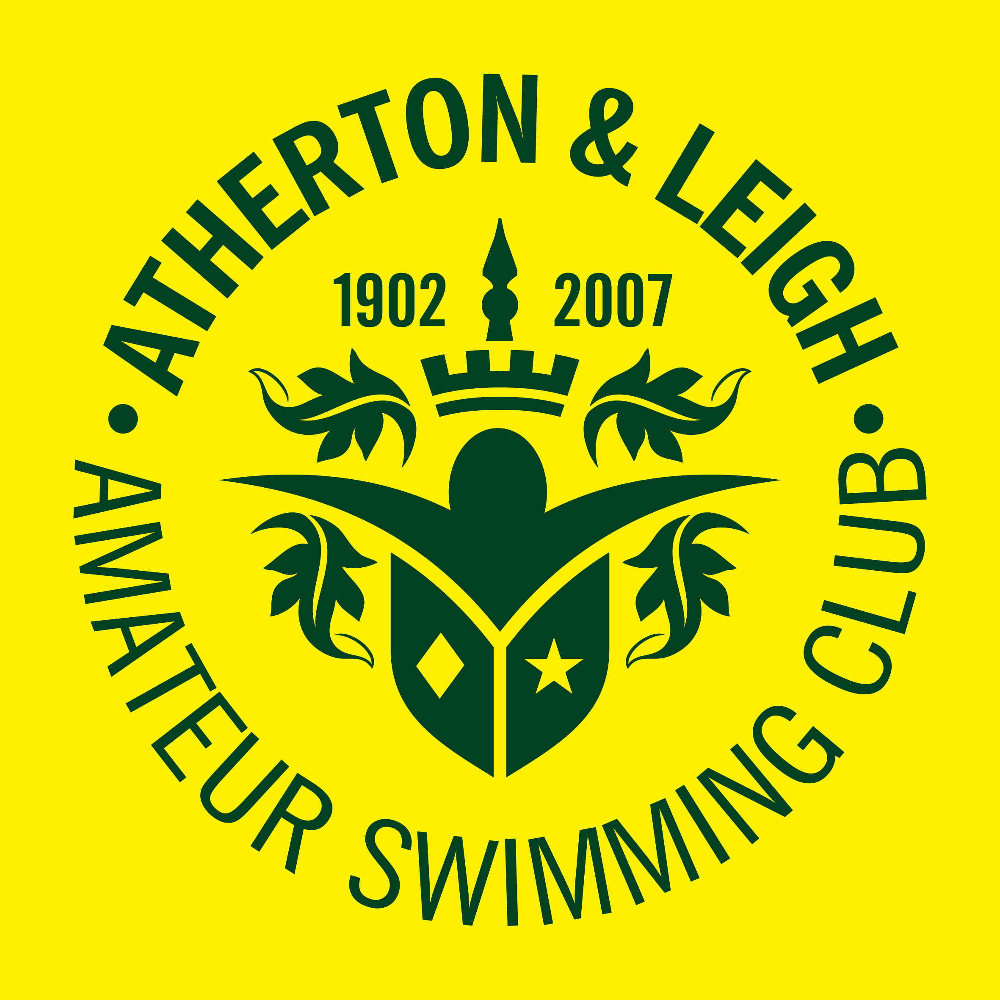 ATHERTON & LEIGH
1902 2007
AMATEUR SWIMMING CLUB